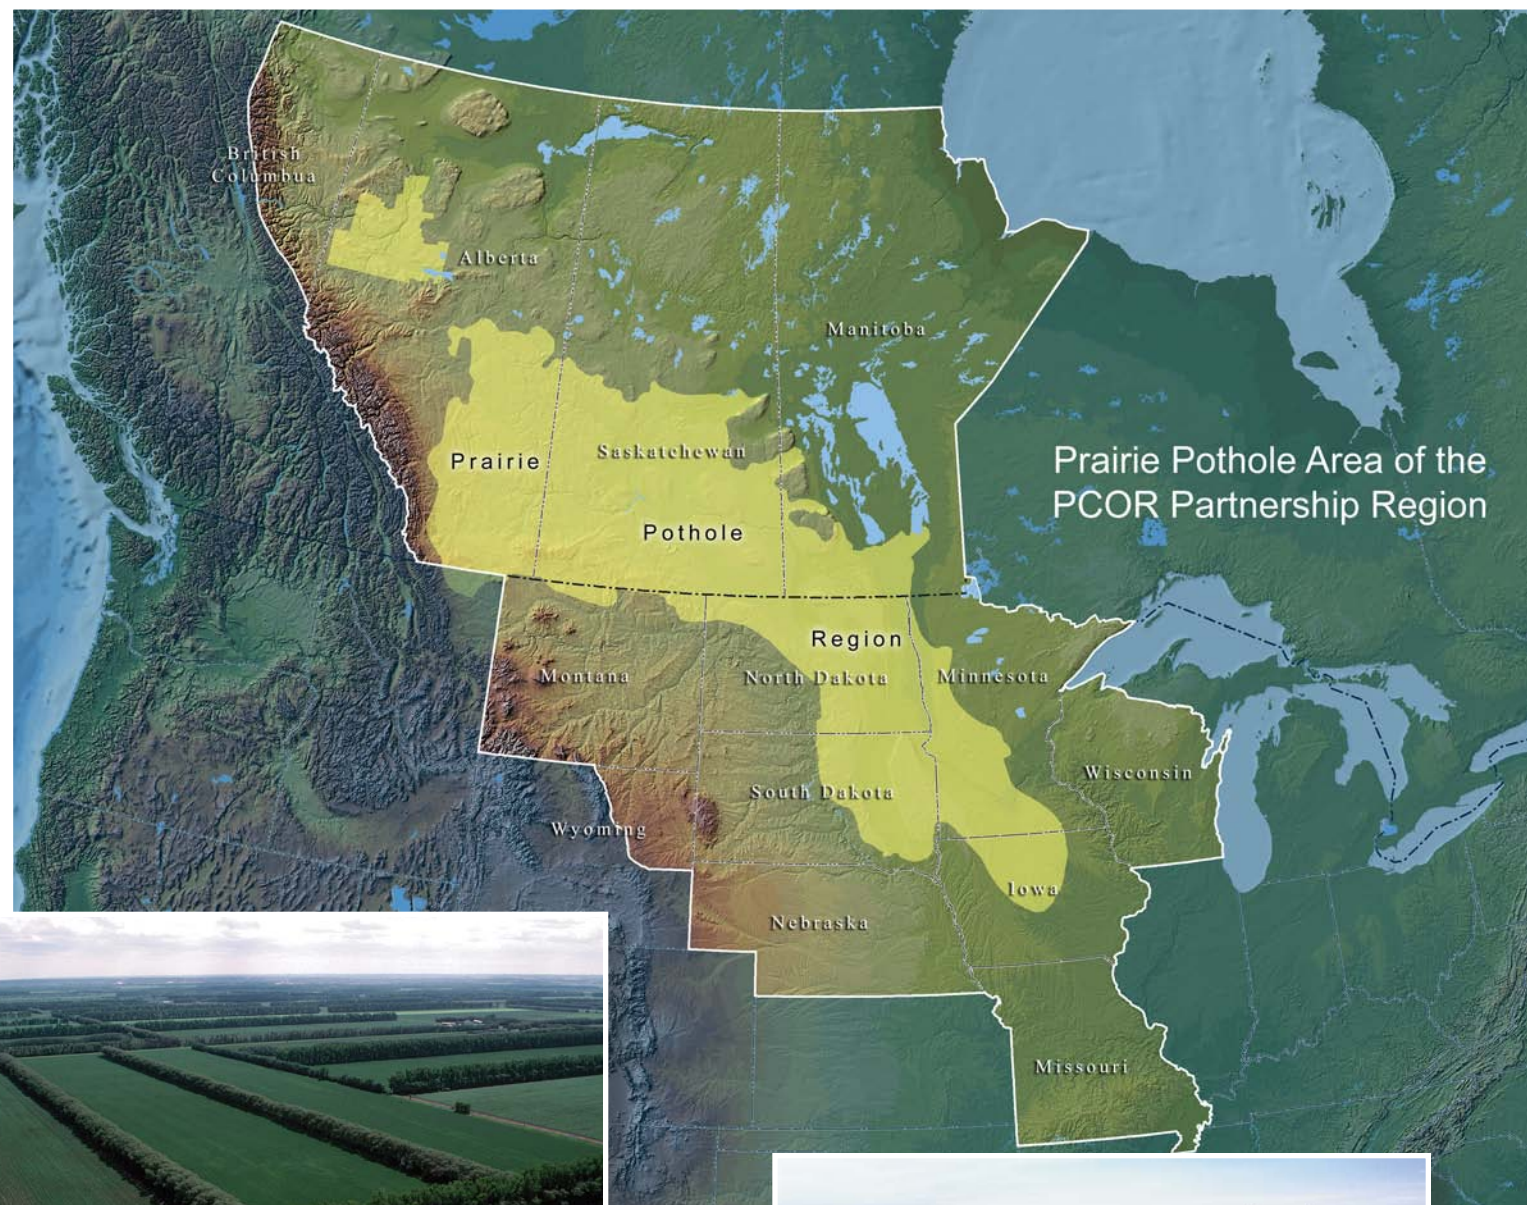 British
Columbua
Alberta
Manitoba
Prairie
Saskatchewan
Prairie Pothole Area of the
PCOR Partnership Region
Pothole
Region
Montana
North Dakota
Minnesota
Wisconsin
South Dakota
Wyoming
Iowa
Nebraska
Missouri